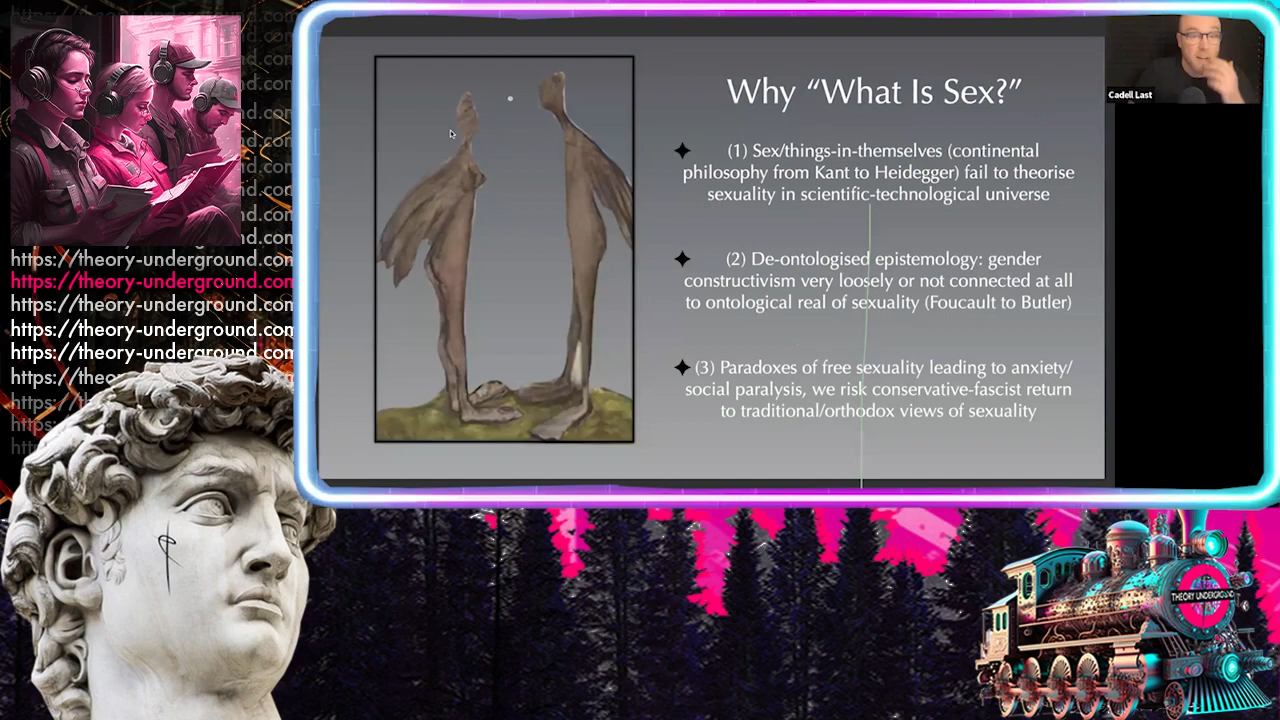 https://theory-underground.com
https://theory-underground.com
https://theory-underground.com
https://theory-underground.com
https://theory-underground.com
Why “What Is Sex?”
(1) Sex/things-in-themselves (continental
philosophy from Kant to Heidegger) fail to theorise
sexuality in scientific-technological universe
(2) De-ontologised epistemology: gender
constructivism very loosely or not connected at all
to ontological real of sexuality (Foucault to Butler)
(3) Paradoxes of free sexuality leading to anxiety/
social paralysis, we risk conservative-fascist return
to traditional/orthodox views of sexuality
Cadell Last
THEORY UNDERGROUND